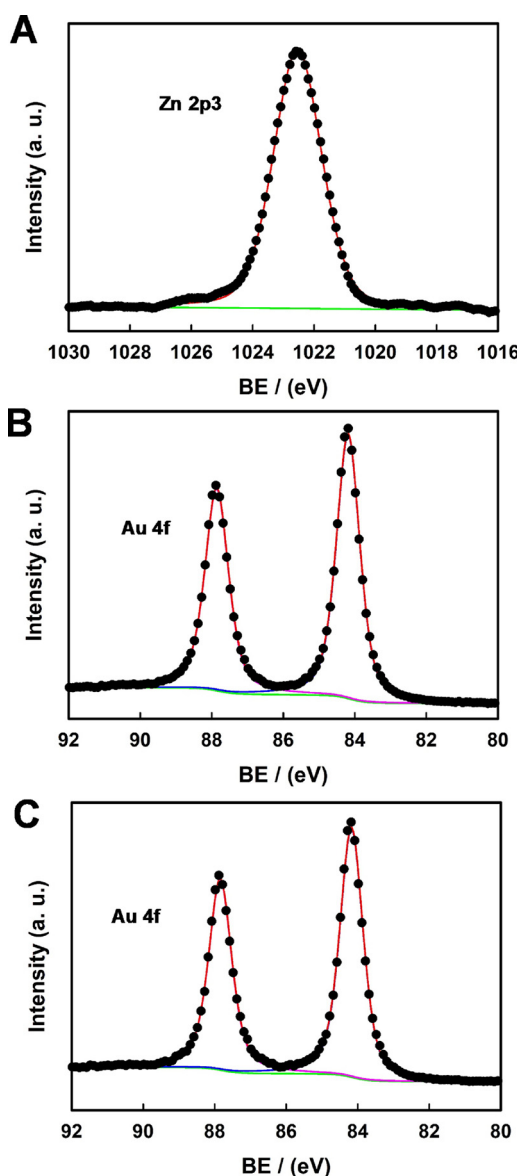 A
Zn 2p3
Intensity (a. u.)
1030 1028 1026 1024 1022 1020 1018 1016
BE / (eV)
B
Au 4f
Intensity (a. u.)
92 90 88 86 84 82 80
BE / (eV)
C
Au 4f
Intensity (a. u.)
92 90 88 86 84 82 80
BE / (eV)